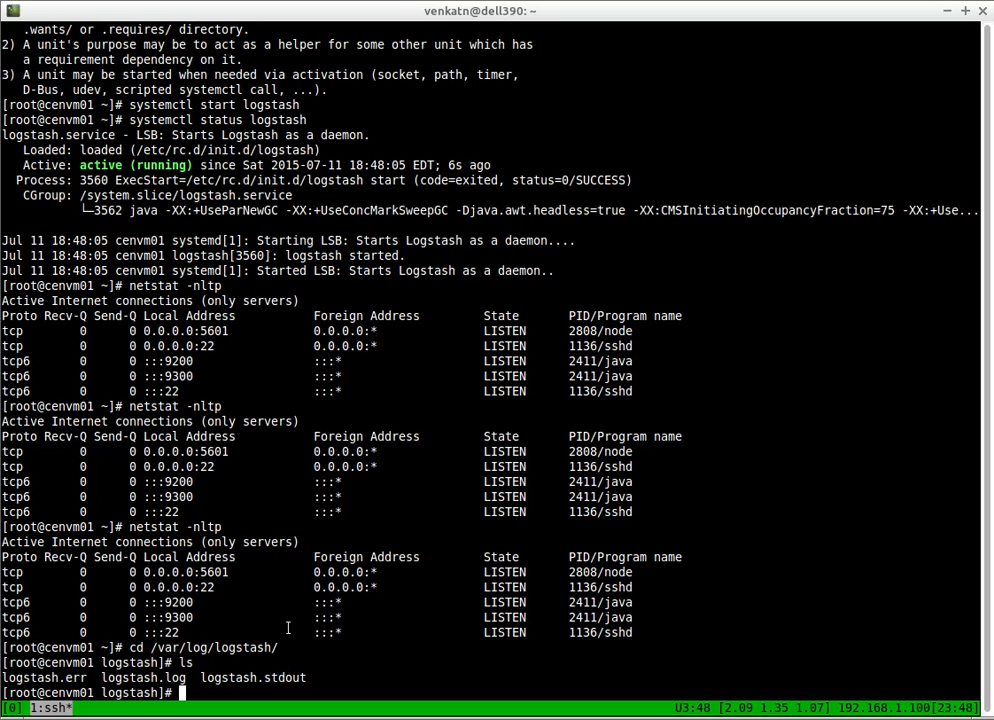 venkatn@dell390: ~
.wants/ or .requires/ directory.
2) A unit's purpose may be to act as a helper for some other unit which has
a requirement dependency on it.
3) A unit may be started when needed via activation (socket, path, timer,
D-Bus, udev, scripted systemctl call, ...).
[root@cenvm01 ~]# systemctl start logstash
[root@cenvm01 ~]# systemctl status logstash
logstash.service - LSB: Starts Logstash as a daemon.
Loaded: loaded (/etc/rc.d/init.d/logstash)
Active: active (running) since Sat 2015-07-11 18:48:05 EDT; 6s ago
Process: 3560 ExecStart=/etc/rc.d/init.d/logstash start (code=exited, status=0/SUCCESS)
CGroup: /system.slice/logstash.service
└─3562 java -XX:+UseParNewGC -XX:+UseConcMarkSweepGC -Djava.awt.headless=true -XX:CMSInitiatingOccupancyFraction=75 -XX:+Use...
Jul 11 18:48:05 cenvm01 systemd[1]: Starting LSB: Starts Logstash as a daemon....
Jul 11 18:48:05 cenvm01 logstash[3560]: logstash started.
Jul 11 18:48:05 cenvm01 systemd[1]: Started LSB: Starts Logstash as a daemon..
[root@cenvm01 ~]# netstat -nltp
Active Internet connections (only servers)
Proto Recv-Q Send-Q Local Address           Foreign Address         State       PID/Program name
tcp        0      0 0.0.0.0:5601            0.0.0.0:*               LISTEN      2808/node
tcp        0      0 0.0.0.0:22              0.0.0.0:*               LISTEN      1136/sshd
tcp6       0      0 :::9200                 :::*                    LISTEN      2411/java
tcp6       0      0 :::9300                 :::*                    LISTEN      2411/java
tcp6       0      0 :::22                   :::*                    LISTEN      1136/sshd
[root@cenvm01 ~]# netstat -nltp
Active Internet connections (only servers)
Proto Recv-Q Send-Q Local Address           Foreign Address         State       PID/Program name
tcp        0      0 0.0.0.0:5601            0.0.0.0:*               LISTEN      2808/node
tcp        0      0 0.0.0.0:22              0.0.0.0:*               LISTEN      1136/sshd
tcp6       0      0 :::9200                 :::*                    LISTEN      2411/java
tcp6       0      0 :::9300                 :::*                    LISTEN      2411/java
tcp6       0      0 :::22                   :::*                    LISTEN      1136/sshd
[root@cenvm01 ~]# netstat -nltp
Active Internet connections (only servers)
Proto Recv-Q Send-Q Local Address           Foreign Address         State       PID/Program name
tcp        0      0 0.0.0.0:5601            0.0.0.0:*               LISTEN      2808/node
tcp        0      0 0.0.0.0:22              0.0.0.0:*               LISTEN      1136/sshd
tcp6       0      0 :::9200                 :::*                    LISTEN      2411/java
tcp6       0      0 :::9300                 :::*                    LISTEN      2411/java
tcp6       0      0 :::22                   :::*                    LISTEN      1136/sshd
[root@cenvm01 ~]# cd /var/log/logstash/
[root@cenvm01 logstash]# ls
logstash.err  logstash.log  logstash.stdout
[root@cenvm01 logstash]#
[0] 1:ssh* U3:48 [2.09 1.35 1.07] 192.168.1.100[23:48]